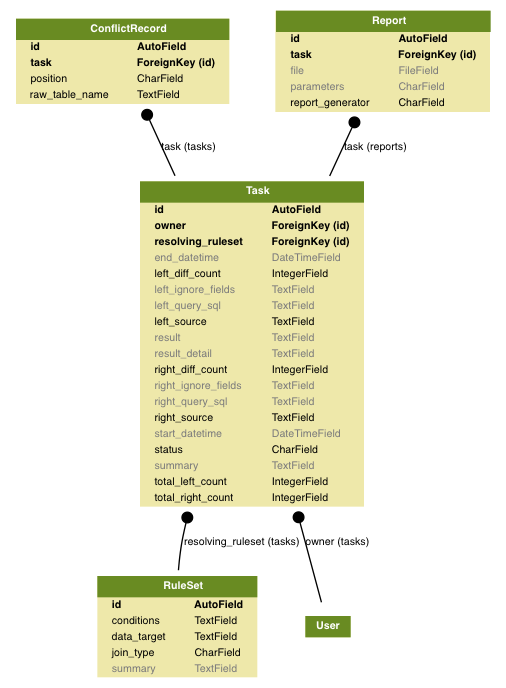 ConflictRecord
id AutoField
task ForeignKey (id)
position CharField
raw_table_name TextField
Report
id AutoField
task ForeignKey (id)
file FileField
parameters CharField
report_generator CharField
task (tasks)
task (reports)
Task
id AutoField
owner ForeignKey (id)
resolving_ruleset ForeignKey (id)
end_datetime DateTimeField
left_diff_count IntegerField
left_ignore_fields TextField
left_query_sql TextField
left_source TextField
result TextField
result_detail TextField
right_diff_count IntegerField
right_ignore_fields TextField
right_query_sql TextField
right_source TextField
start_datetime DateTimeField
status CharField
summary TextField
total_left_count IntegerField
total_right_count IntegerField
resolving_ruleset (tasks)
owner (tasks)
RuleSet
id AutoField
conditions TextField
data_target TextField
join_type CharField
summary TextField
User